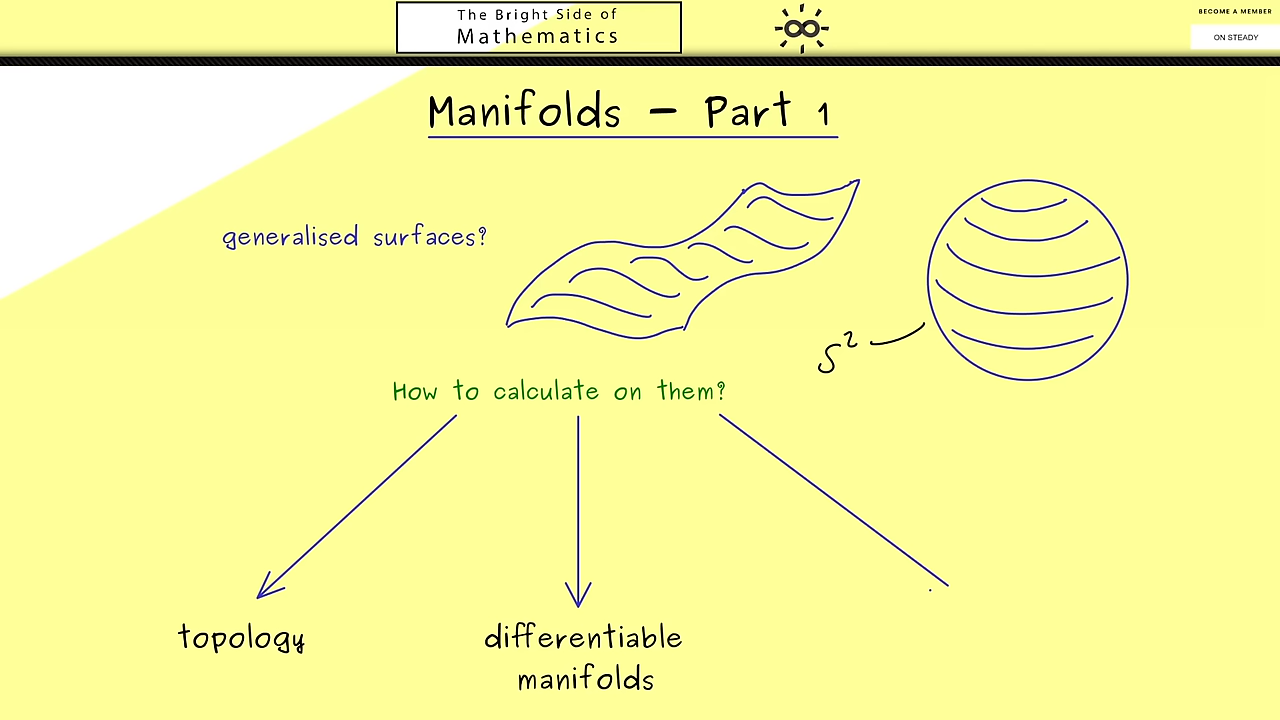 The Bright Side of
Mathematics
BECOME A MEMBER
ON STEADY
Manifolds - Part 1
generalised surfaces?
S²
How to calculate on them?
topology
differentiable
manifolds